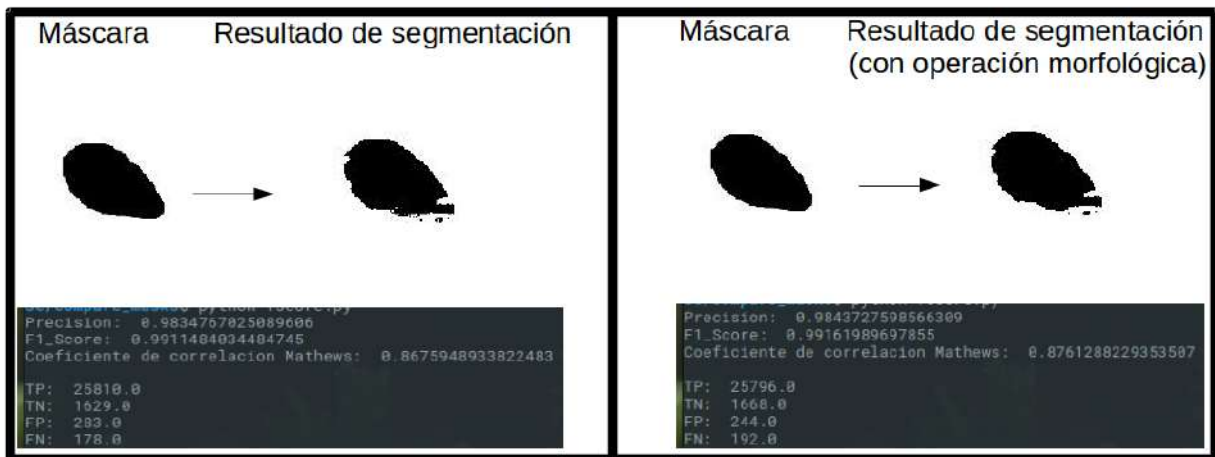 Máscara Resultado de segmentación
python
Precision: 0.9834767025089606
F1_Score: 0.9911484034484745
Coeficiente de correlacion Mathews: 0.8675948933822483
TP: 25810.0
TN: 1629.0
FP: 283.0
FN: 178.0
Máscara Resultado de segmentación
(con operación morfológica)
Precision: 0.9843727598566309
F1_Score: 0.99161989697855
Coeficiente de correlacion Mathews: 0.8761288229353507
TP: 25796.0
TN: 1668.0
FP: 244.0
FN: 192.0